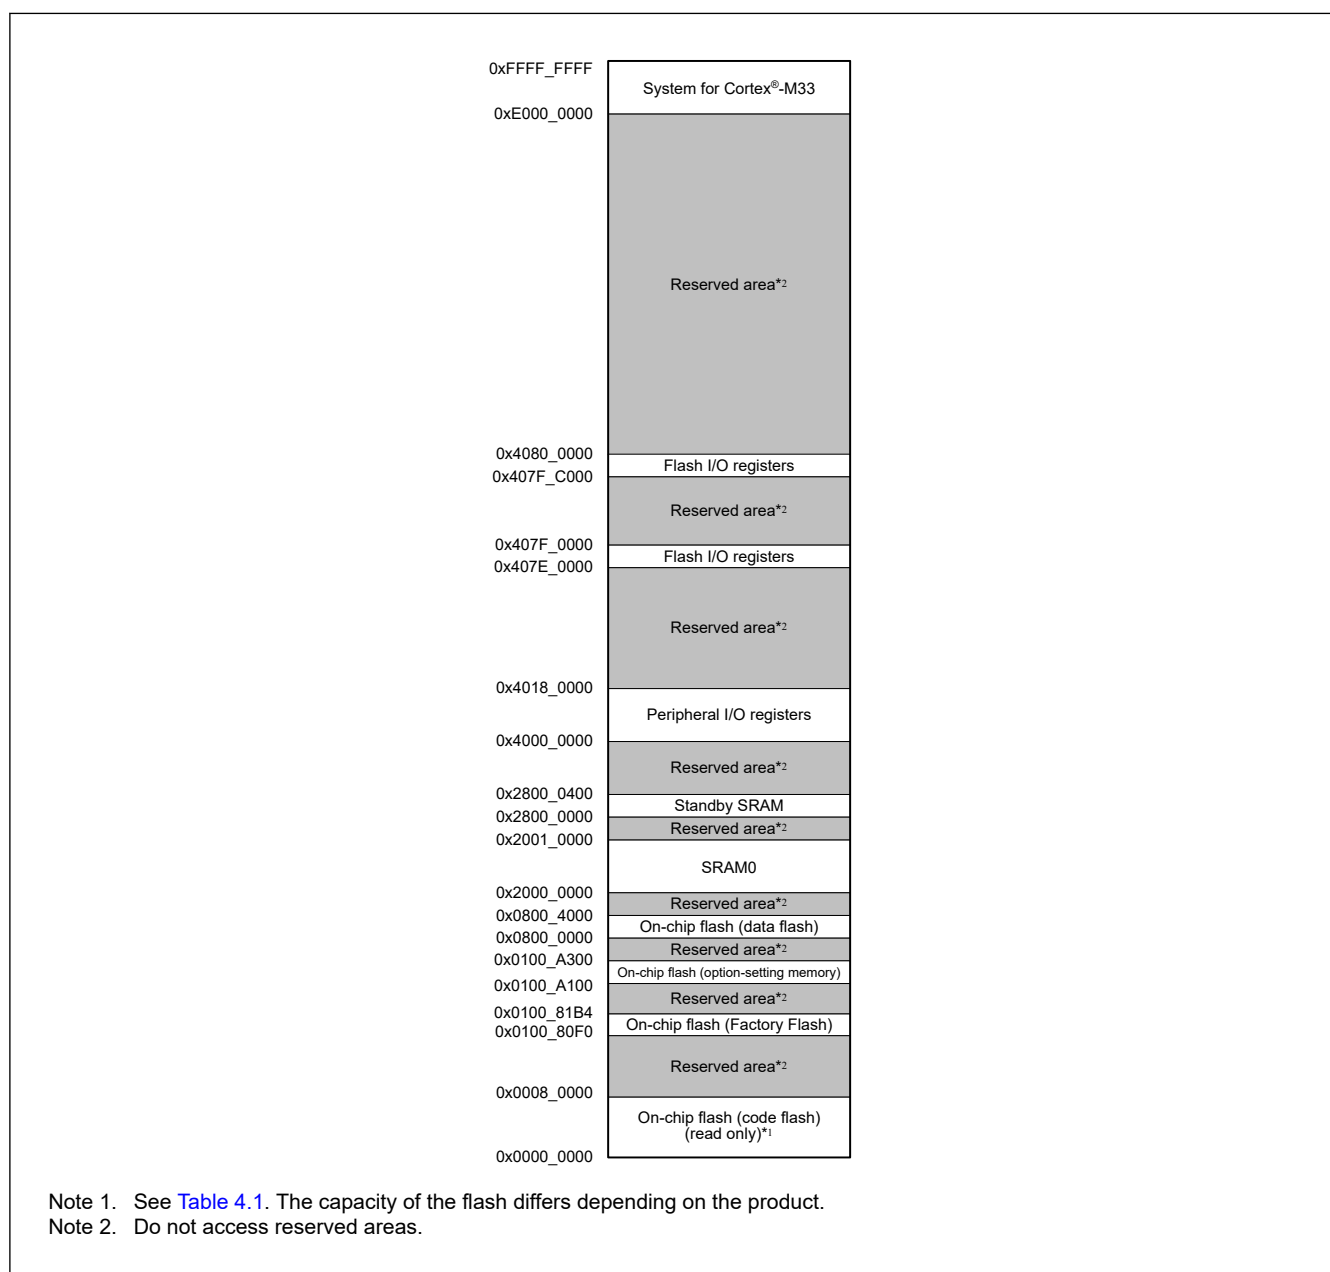 0xFFFF_FFFF
System for Cortex®-M33
0xE000_0000
Reserved area*2
0x4080_0000
Flash I/O registers
0x407F_C000
Reserved area*2
0x407F_0000
Flash I/O registers
0x407E_0000
Reserved area*2
0x4018_0000
Peripheral I/O registers
0x4000_0000
Reserved area*2
0x2800_0400
Standby SRAM
0x2800_0000
Reserved area*2
0x2001_0000
SRAM0
0x2000_0000
Reserved area*2
0x0800_4000
On-chip flash (data flash)
0x0800_0000
Reserved area*2
0x0100_A300
On-chip flash (option-setting memory)
0x0100_A100
Reserved area*2
0x0100_81B4
On-chip flash (Factory Flash)
0x0100_80F0
Reserved area*2
0x0008_0000
On-chip flash (code flash)
(read only)*1
0x0000_0000
Note 1. See Table 4.1. The capacity of the flash differs depending on the product.
Note 2. Do not access reserved areas.